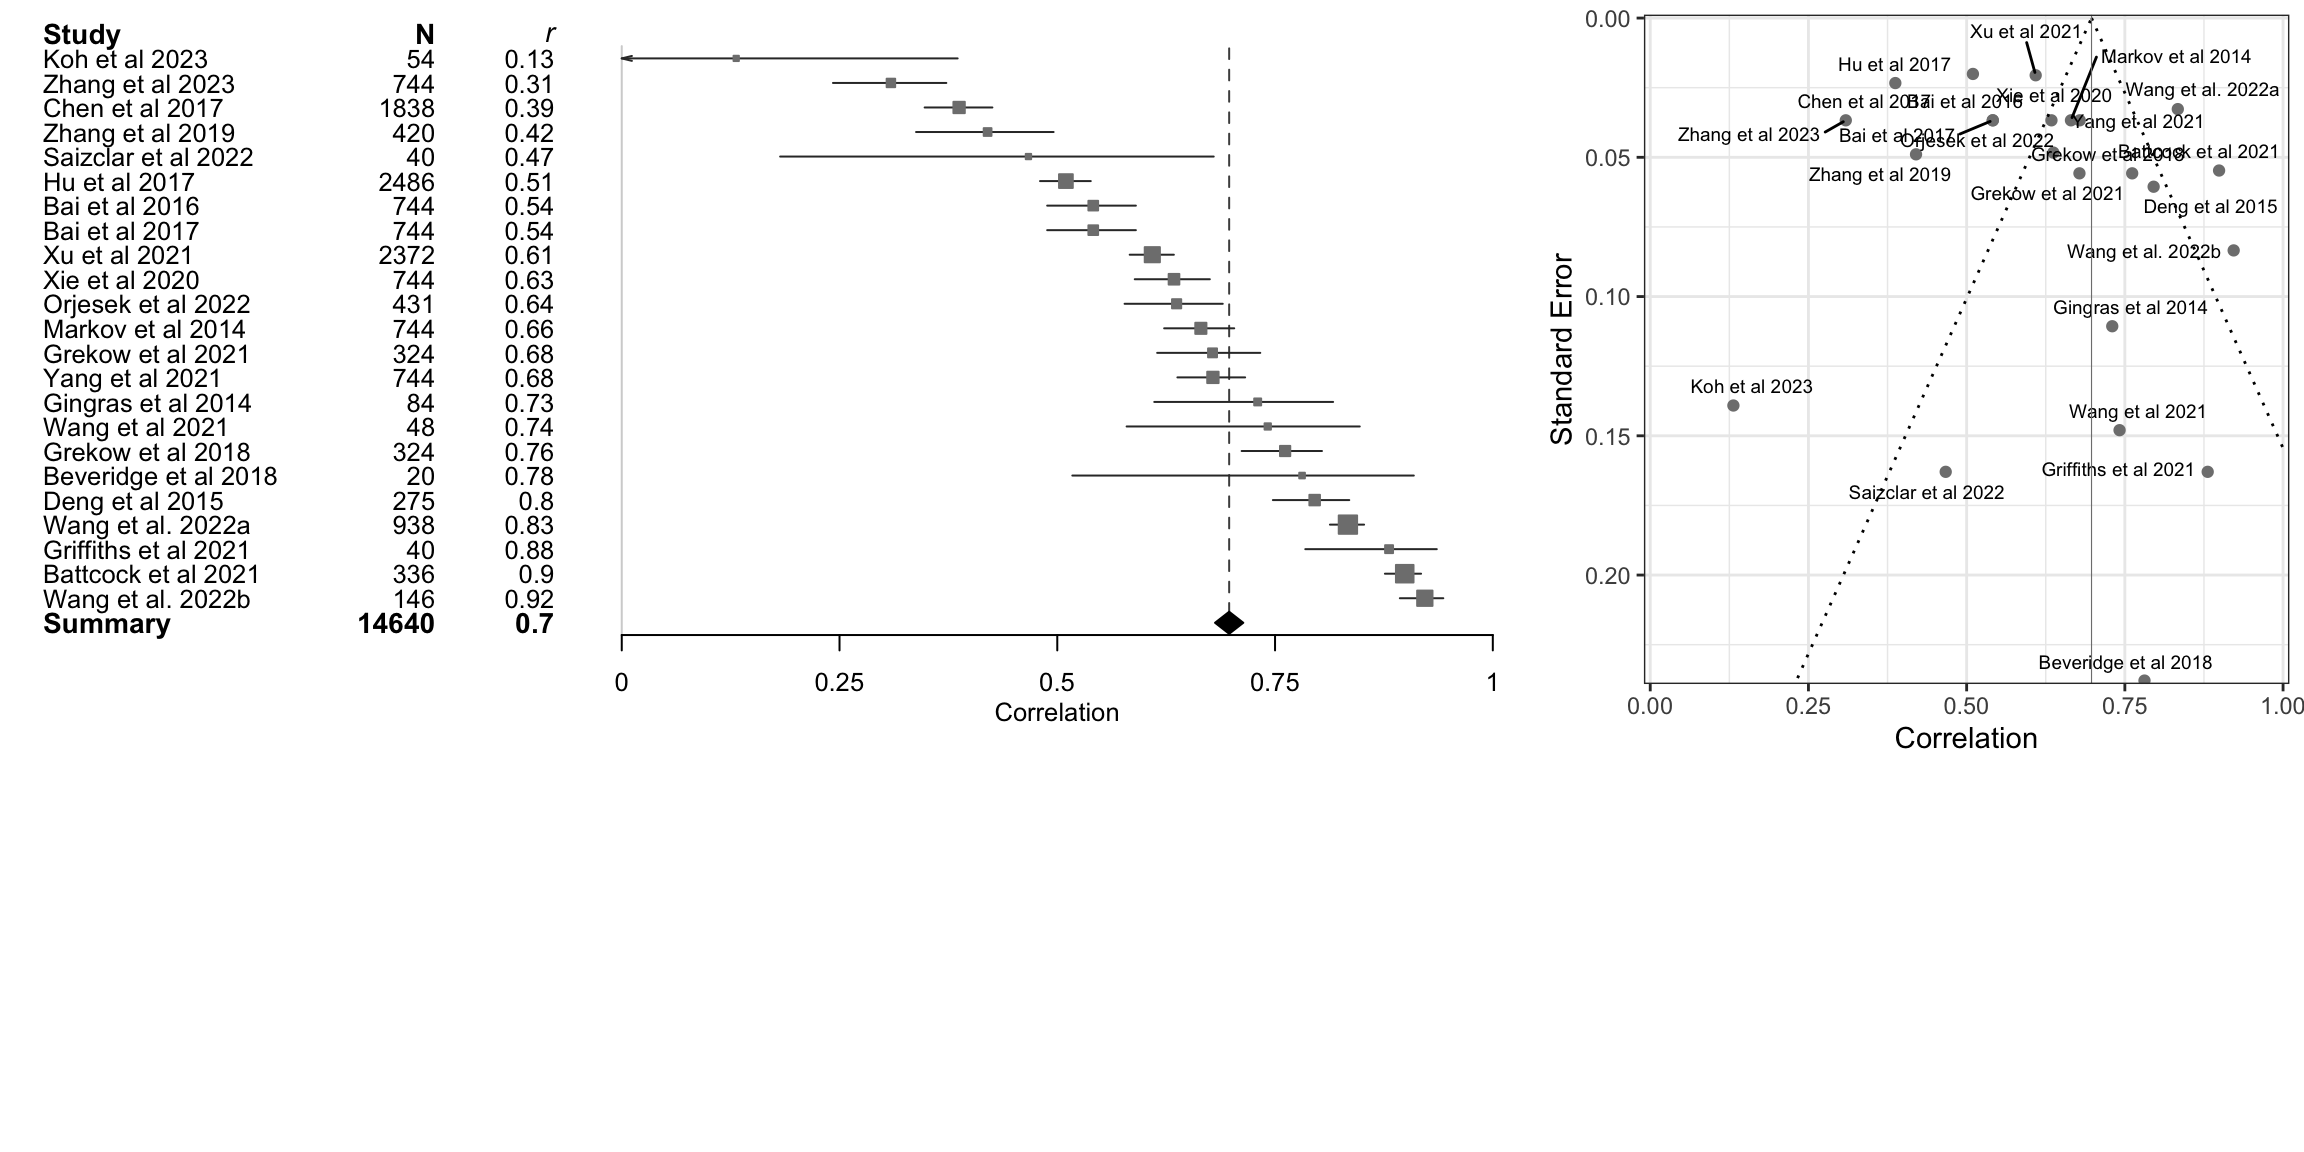 Study N r
Koh et al 2023 54 0.13
Zhang et al 2023 744 0.31
Chen et al 2017 1838 0.39
Zhang et al 2019 420 0.42
Saizclar et al 2022 40 0.47
Hu et al 2017 2486 0.51
Bai et al 2016 744 0.54
Bai et al 2017 744 0.54
Xu et al 2021 2372 0.61
Xie et al 2020 744 0.63
Orjesek et al 2022 431 0.64
Markov et al 2014 744 0.66
Grekow et al 2021 324 0.68
Yang et al 2021 744 0.68
Gingras et al 2014 84 0.73
Wang et al 2021 48 0.74
Grekow et al 2018 324 0.76
Beveridge et al 2018 20 0.78
Deng et al 2015 275 0.8
Wang et al. 2022a 938 0.83
Griffiths et al 2021 40 0.88
Battcock et al 2021 336 0.9
Wang et al. 2022b 146 0.92
Summary 14640 0.7
0 0.25 0.5 0.75 1
Correlation
Standard Error
0.00
0.05
0.10
0.15
0.20
Xu et al 2021
Markov et al 2014
Hu et al 2017
Wang et al. 2022a
Chen et al 2017
Bai et al 2016
Xie et al 2020
Yang et al 2021
Zhang et al 2023
Bai et al 2017
Orjesek et al 2022
Grekow et al 2018
Battcock et al 2021
Zhang et al 2019
Grekow et al 2021
Deng et al 2015
Wang et al. 2022b
Gingras et al 2014
Koh et al 2023
Wang et al 2021
Griffiths et al 2021
Saizclar et al 2022
Beveridge et al 2018
0.00 0.25 0.50 0.75 1.00
Correlation